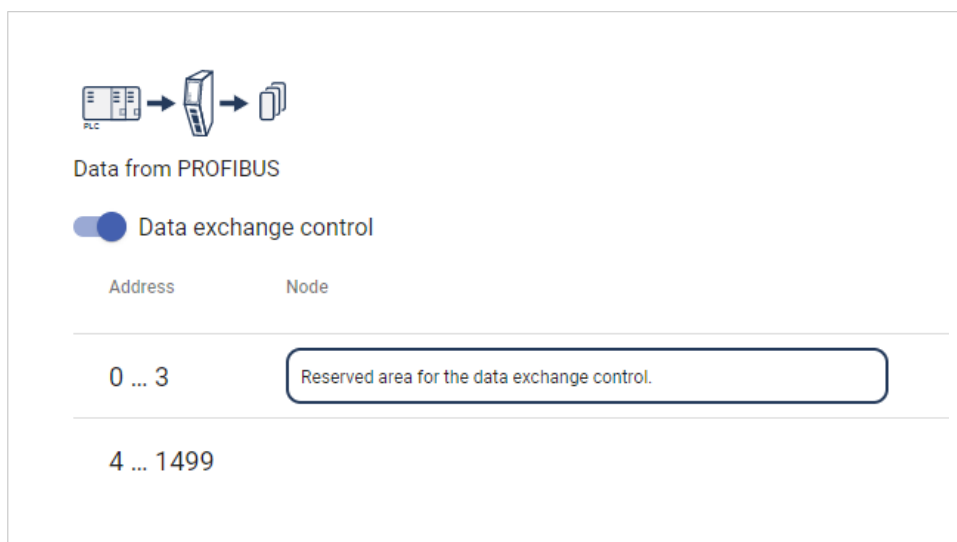 PLC
Data from PROFIBUS
Data exchange control
Address Node
0 ... 3 Reserved area for the data exchange control.
4 ... 1499